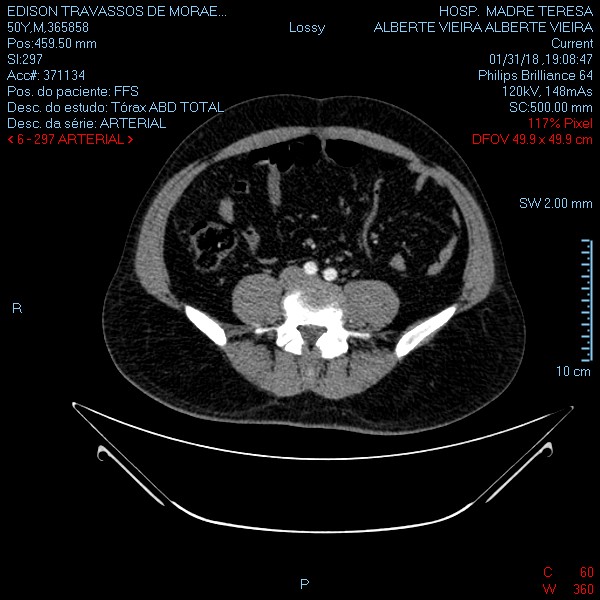 EDISON TRAVASSOS DE MORAE...
50Y,M,365858
Pos:459.50 mm
Sl:297
Acc#: 371134
Pos. do paciente: FFS
Desc. do estudo: Tórax ABD TOTAL
Desc. da série: ARTERIAL
< 6 - 297 ARTERIAL >
Lossy
HOSP. MADRE TERESA
ALBERTE VIEIRA ALBERTE VIEIRA
Current
01/31/18 ,19:08:47
Philips Brilliance 64
120kV, 148mAs
SC:500.00 mm
117% Pixel
DFOV 49.9 x 49.9 cm
SW 2.00 mm
R
10 cm
P
C 60
W 360